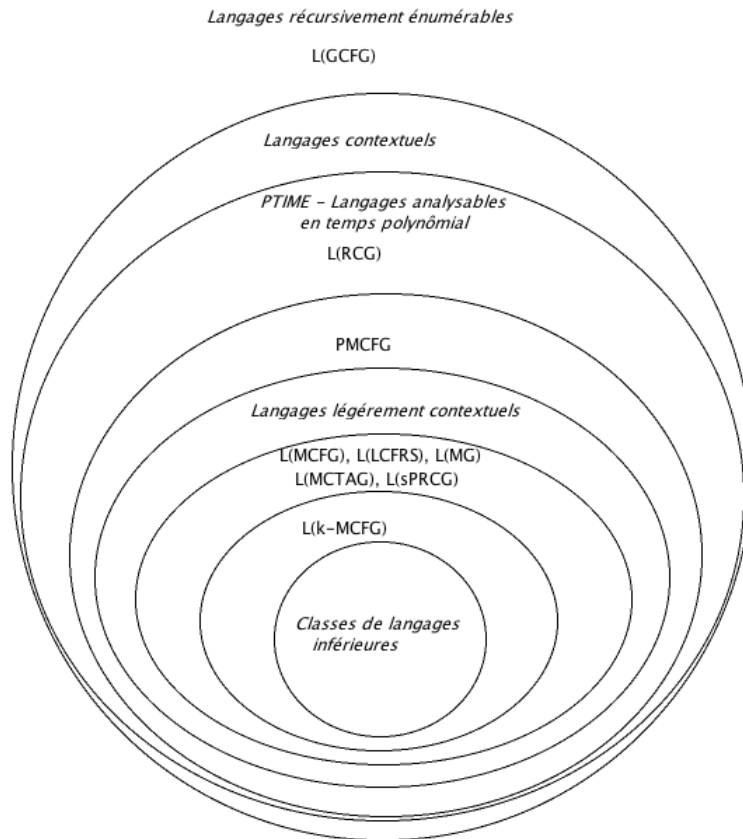 Langages récursivement énumérables
L(GCFG)
Langages contextuels
PTIME - Langages analysables
en temps polynômial
L(RCG)
PMCFG
Langages légérement contextuels
L(MCFG), L(LCFRS), L(MG)
L(MCTAG), L(sPRCG)
L(k-MCFG)
Classes de langages
inférieures